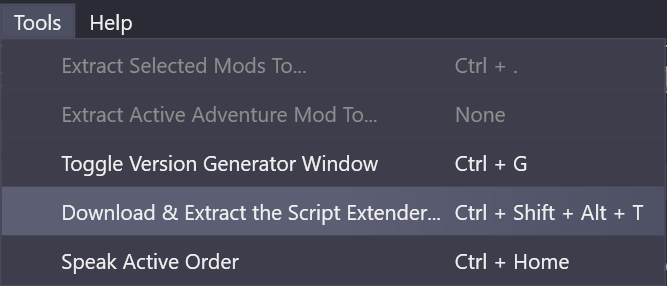 Tools Help
Extract Selected Mods To... Ctrl + .
Extract Active Adventure Mod To... None
Toggle Version Generator Window Ctrl + G
Download & Extract the Script Extender... Ctrl + Shift + Alt + T
Speak Active Order Ctrl + Home